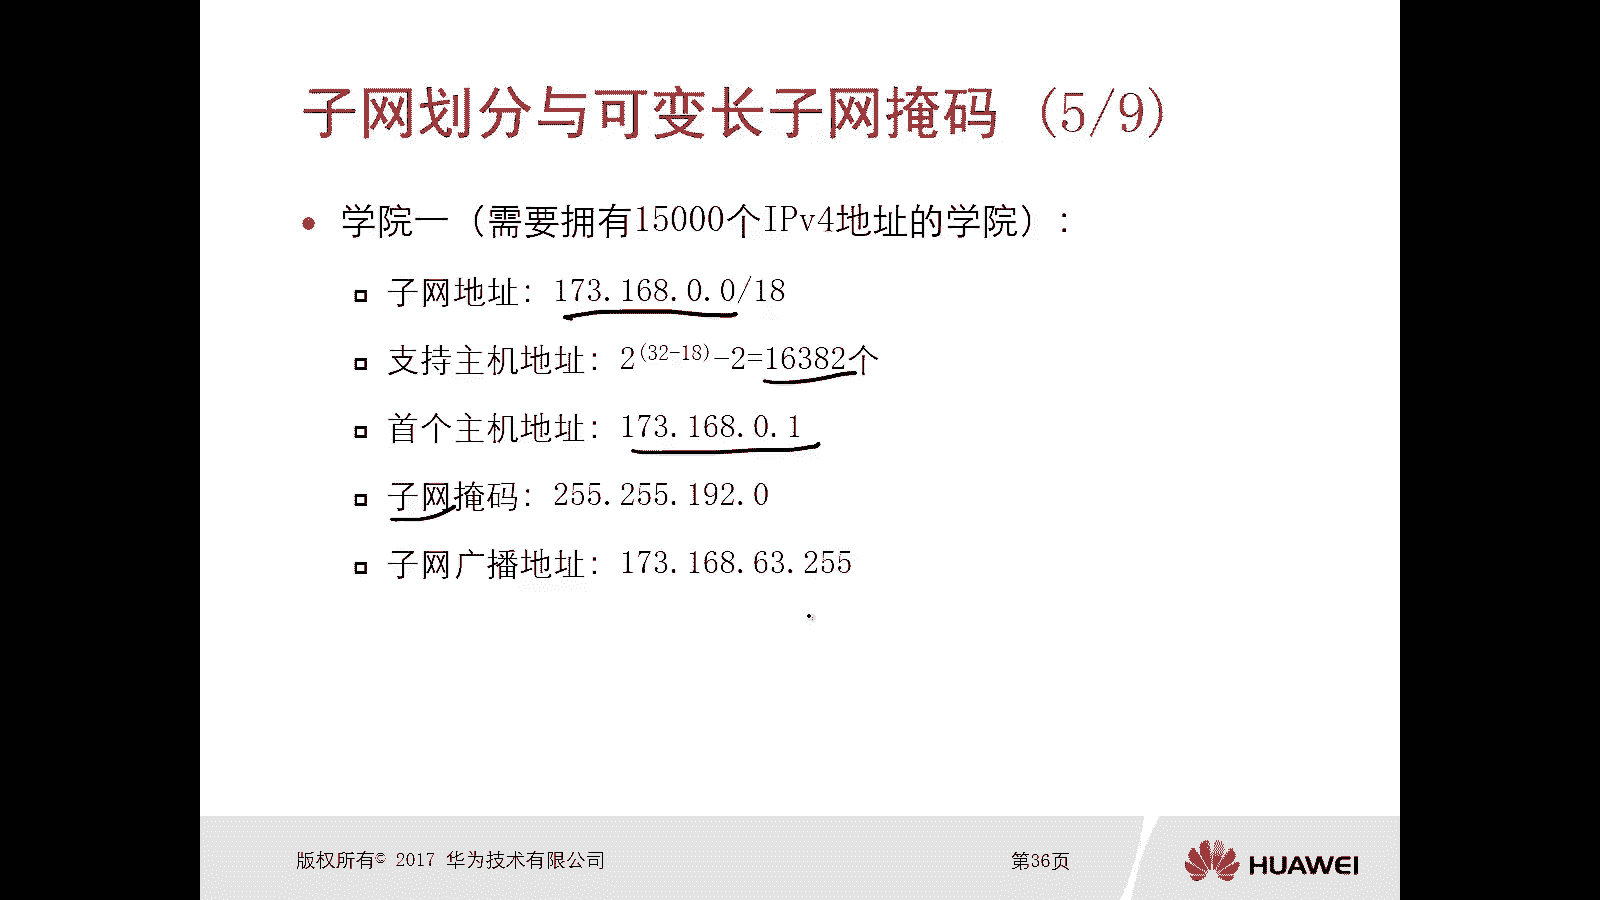 子网划分与可变长子网掩码 (5/9)
学院一（需要拥有15000个IPv4地址的学院）:
子网地址: 173.168.0.0/18
支持主机地址: 2(32-18)-2=16382个
首个主机地址: 173.168.0.1
子网掩码: 255.255.192.0
子网广播地址: 173.168.63.255
版权所有© 2017 华为技术有限公司
第36页
HUAWEI